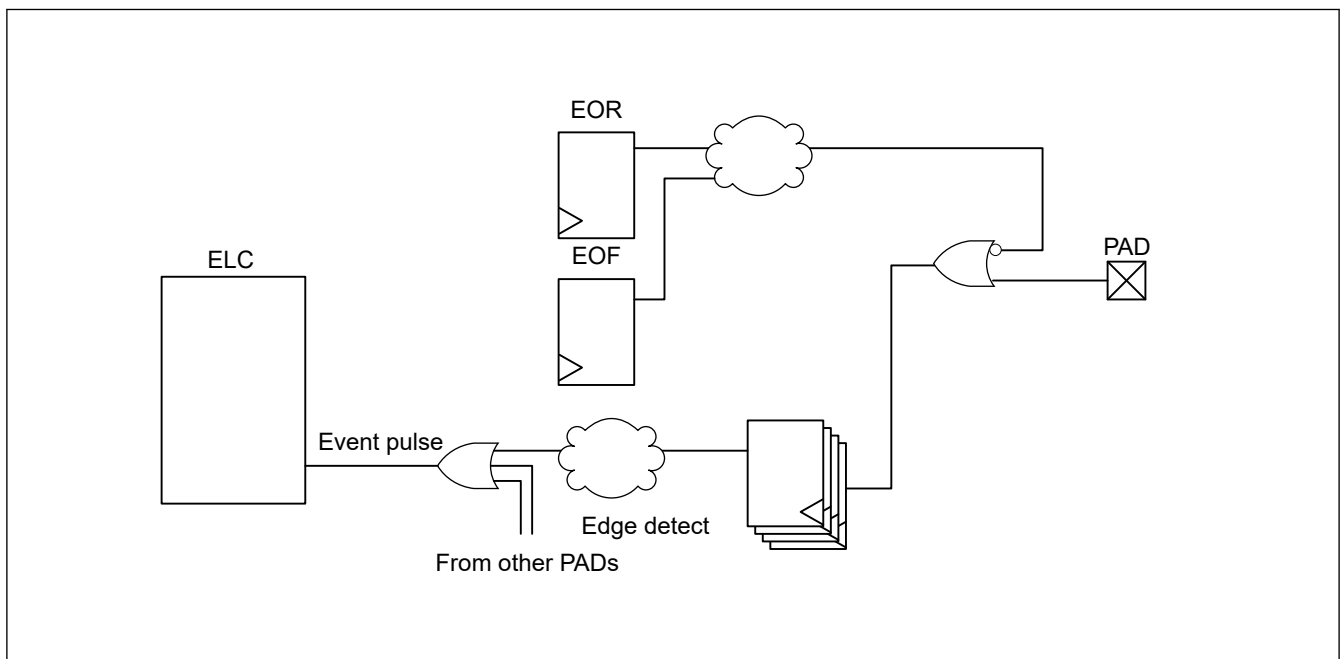 EOR
EOF
ELC
PAD
Event pulse
Edge detect
From other PADs